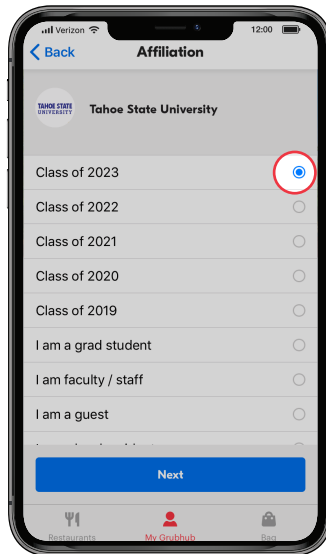 Verizon 12:00
Back Affiliation
TAHOE STATE
UNIVERSITY
Tahoe State University
Class of 2023
Class of 2022
Class of 2021
Class of 2020
Class of 2019
I am a grad student
I am faculty / staff
I am a guest
Next
Restaurants My Grubhub Bag